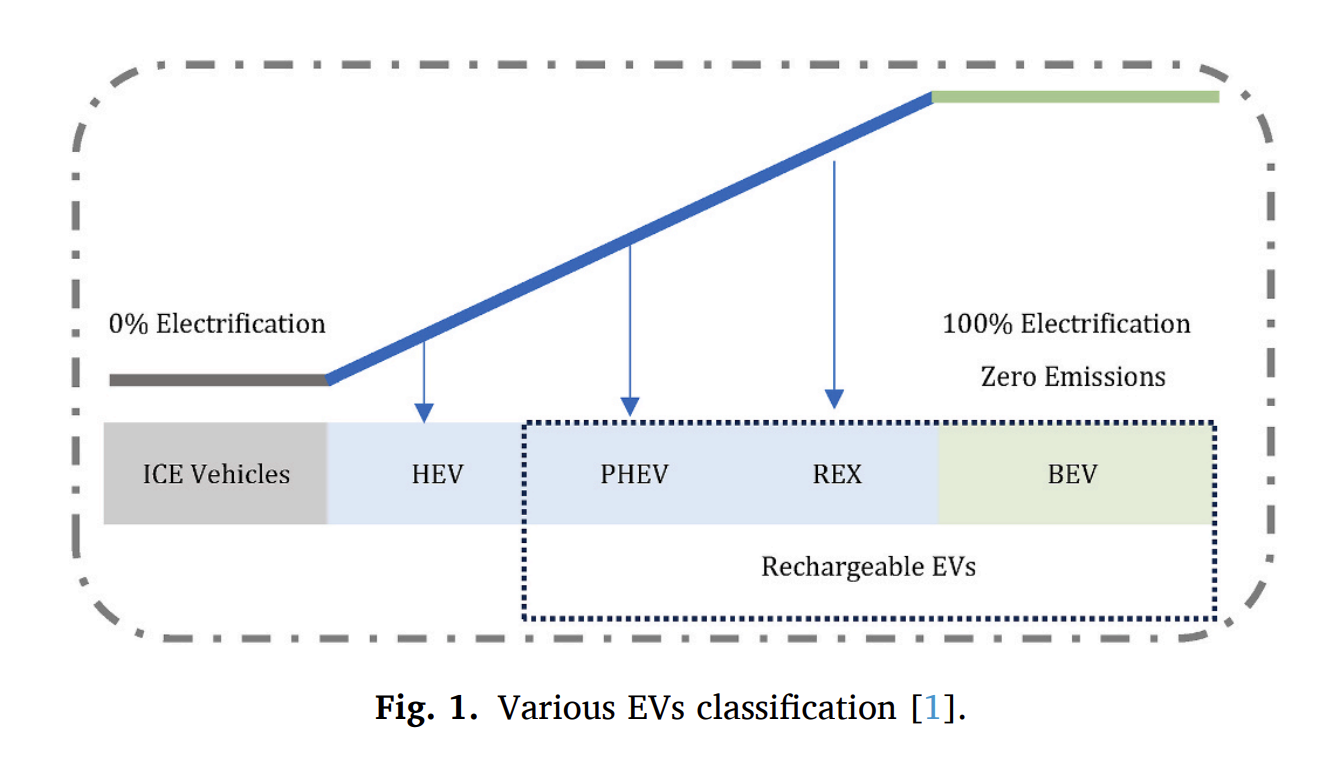 0% Electrification
100% Electrification
Zero Emissions
ICE Vehicles
HEV
PHEV
REX
BEV
Rechargeable EVs
Fig. 1. Various EVs classification [1].